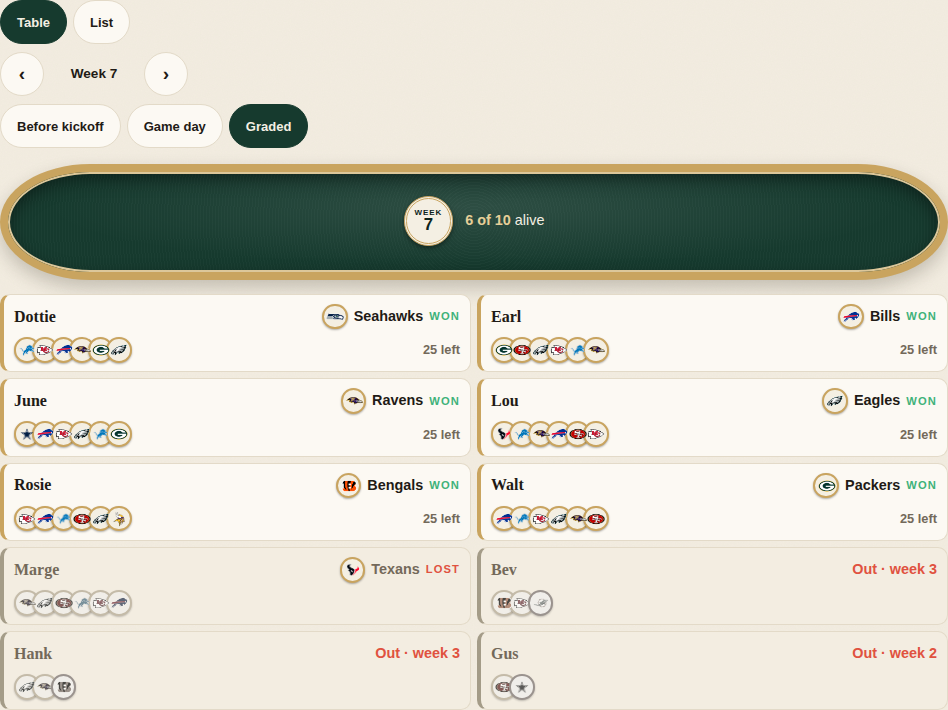 Table List
‹ Week 7 ›
Before kickoff Game day Graded
WEEK
7
6 of 10 alive
Dottie Seahawks WON
25 left
Earl Bills WON
25 left
June Ravens WON
25 left
Lou Eagles WON
25 left
Rosie Bengals WON
25 left
Walt Packers WON
25 left
Marge Texans LOST
Bev Out · week 3
Hank Out · week 3
Gus Out · week 2